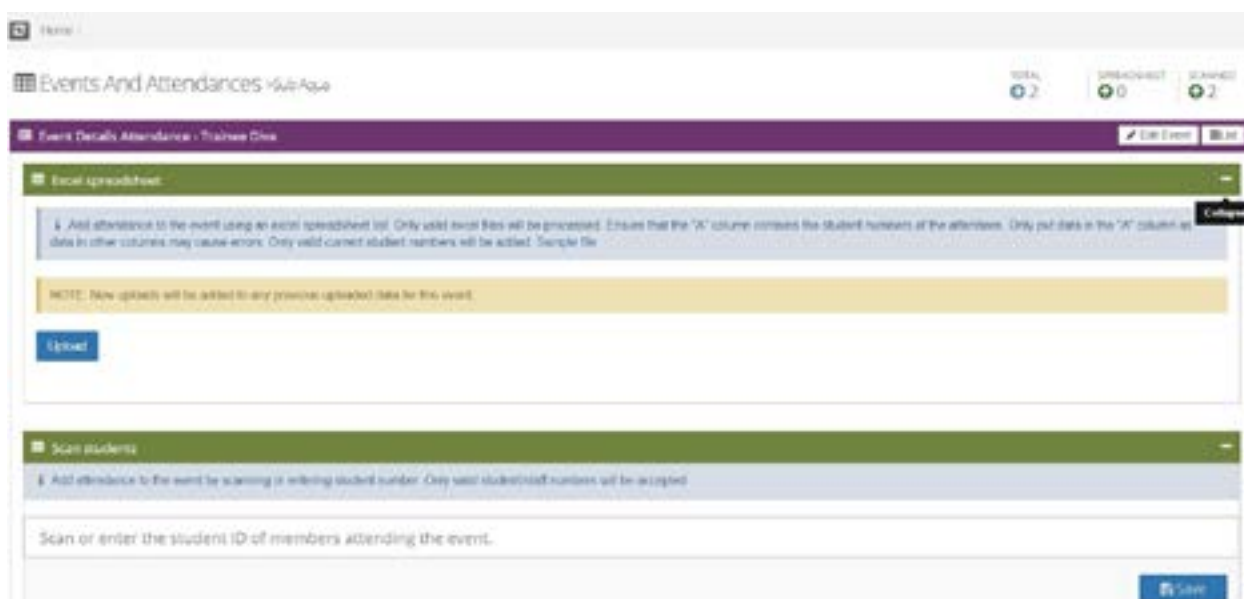 Home
Events And Attendances >Sub Aqua
TOTAL
2
SPREADSHEET
0
SCANNED
2
Event Details Attendance - Trainee Dive
Edit Event
List
Excel spreadsheet
Collapse
Add attendance to the event using an excel spreadsheet list. Only valid excel files will be processed. Ensure that the "A" column contains the student numbers of the attendees. Only put data in the "A" column as
data in other columns may cause errors. Only valid current student numbers will be added. Sample file
NOTE: New uploads will be added to any previous uploaded data for this event.
Upload
Scan students
Add attendance to the event by scanning or entering student number. Only valid student/staff numbers will be accepted
Scan or enter the student ID of members attending the event.
Save